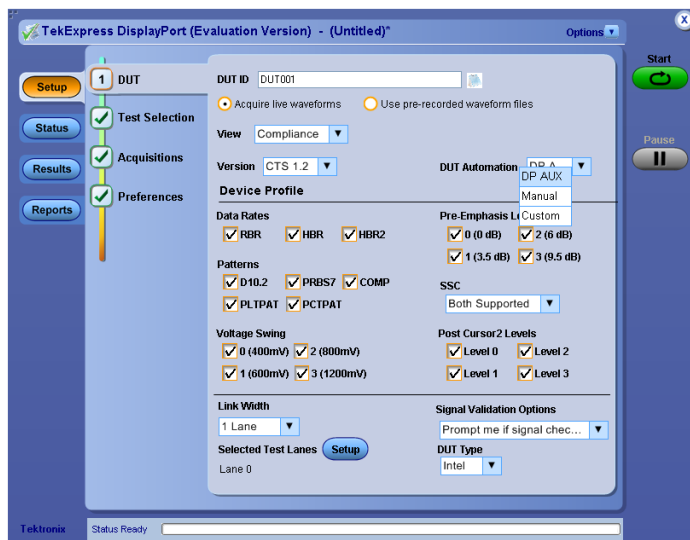 TekExpress DisplayPort (Evaluation Version) - (Untitled)*
Options
Start
Pause
Setup
Status
Results
Reports
1 DUT
Test Selection
Acquisitions
Preferences
DUT ID DUT001
Acquire live waveforms Use pre-recorded waveform files
View Compliance
Version CTS 1.2 DUT Automation DP A
DP AUX
Manual
Custom
Device Profile
Data Rates
RBR HBR HBR2
Patterns
D10.2 PRBS7 COMP
PLTPAT PCTPAT
Voltage Swing
0 (400mV) 2 (800mV)
1 (600mV) 3 (1200mV)
Pre-Emphasis L
0 (0 dB) 2 (6 dB)
1 (3.5 dB) 3 (9.5 dB)
SSC
Both Supported
Post Cursor2 Levels
Level 0 Level 2
Level 1 Level 3
Link Width
1 Lane
Selected Test Lanes Setup
Lane 0
Signal Validation Options
Prompt me if signal chec...
DUT Type
Intel
Tektronix Status Ready